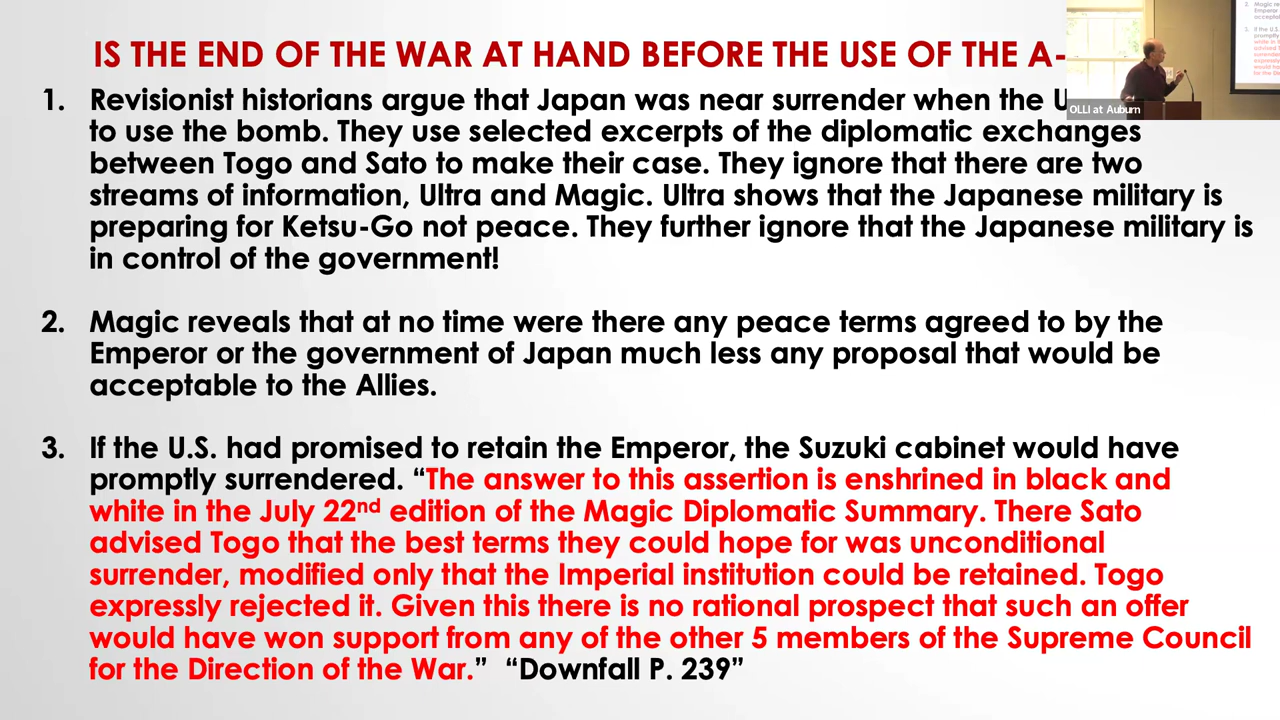 IS THE END OF THE WAR AT HAND BEFORE THE USE OF THE A-
1. Revisionist historians argue that Japan was near surrender when the U
to use the bomb. They use selected excerpts of the diplomatic exchanges
between Togo and Sato to make their case. They ignore that there are two
streams of information, Ultra and Magic. Ultra shows that the Japanese military is
preparing for Ketsu-Go not peace. They further ignore that the Japanese military is
in control of the government!
2. Magic reveals that at no time were there any peace terms agreed to by the
Emperor or the government of Japan much less any proposal that would be
acceptable to the Allies.
3. If the U.S. had promised to retain the Emperor, the Suzuki cabinet would have
promptly surrendered. “The answer to this assertion is enshrined in black and
white in the July 22nd edition of the Magic Diplomatic Summary. There Sato
advised Togo that the best terms they could hope for was unconditional
surrender, modified only that the Imperial institution could be retained. Togo
expressly rejected it. Given this there is no rational prospect that such an offer
would have won support from any of the other 5 members of the Supreme Council
for the Direction of the War.” “Downfall P. 239”
OLLI at Auburn